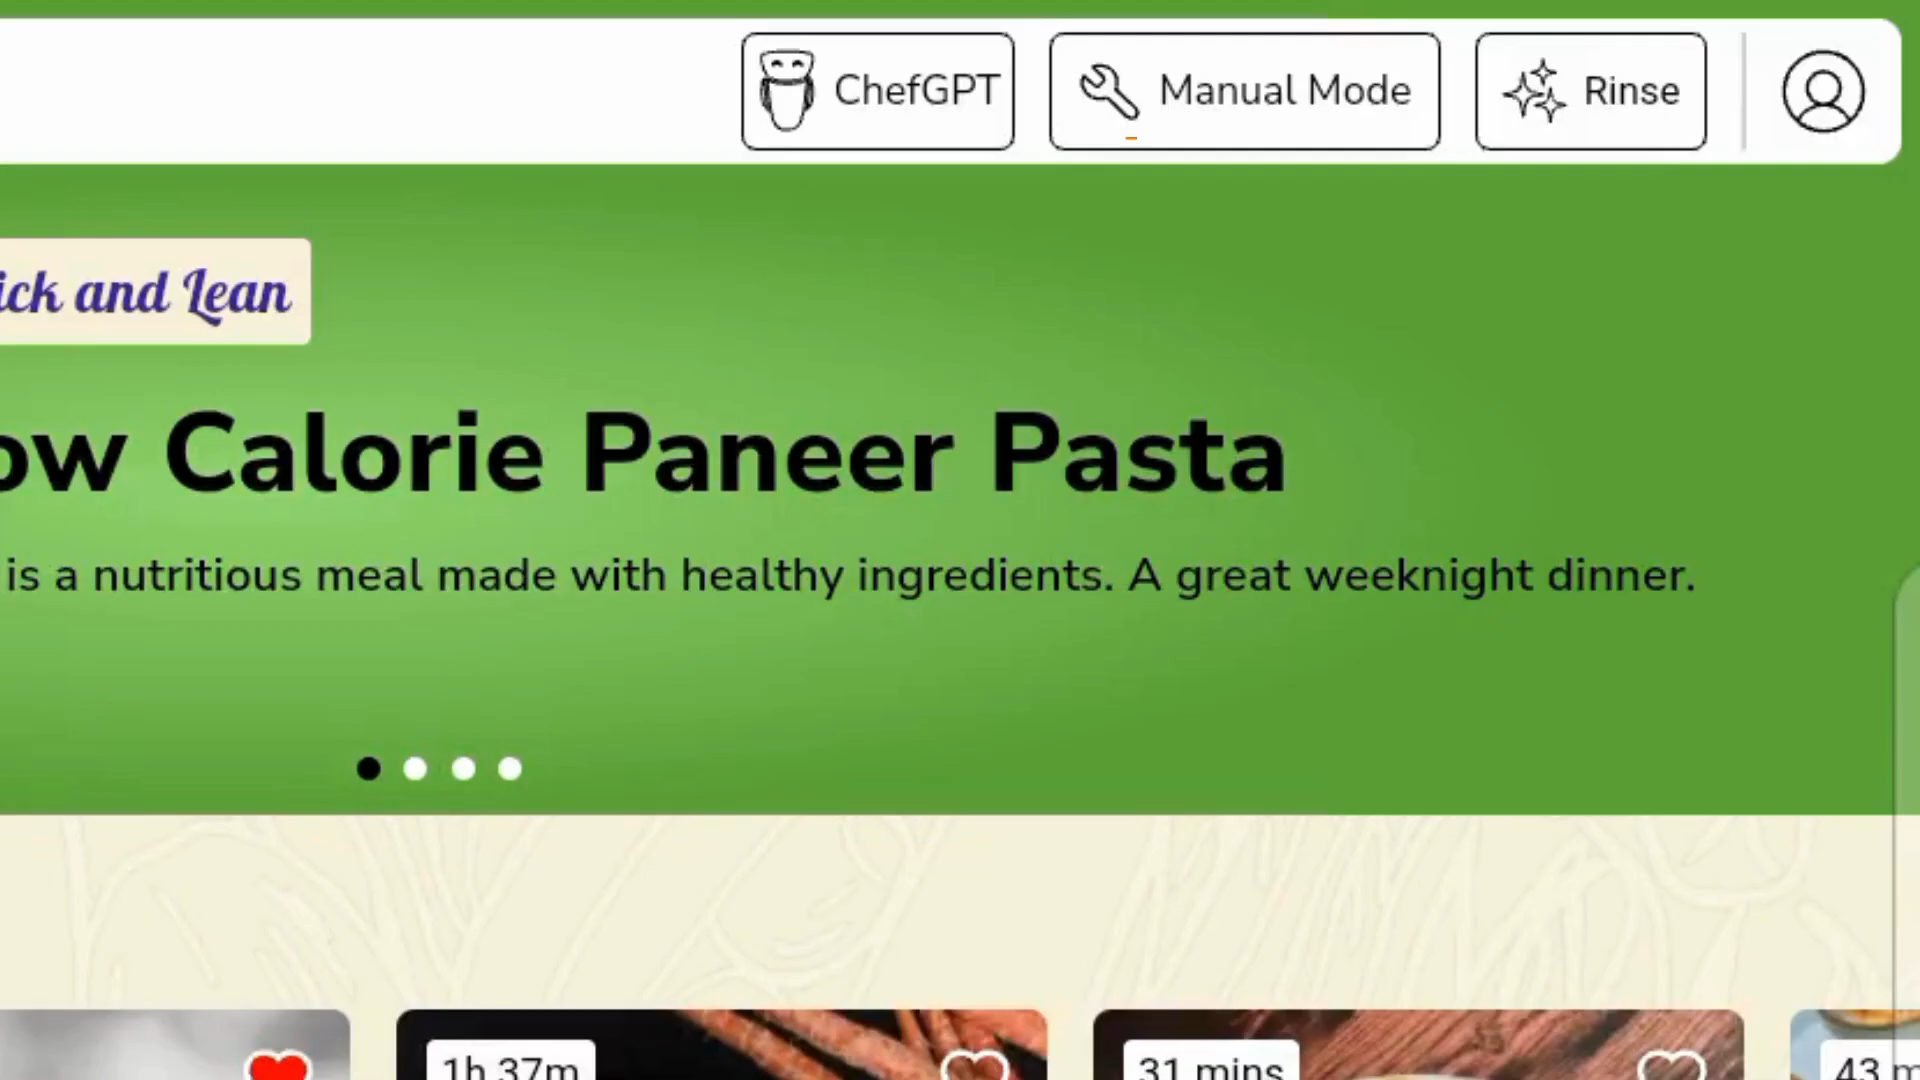 ChefGPT
Manual Mode
Rinse
ick and Lean
ow Calorie Paneer Pasta
is a nutritious meal made with healthy ingredients. A great weeknight dinner.
1h 37m
31 mins
43 m